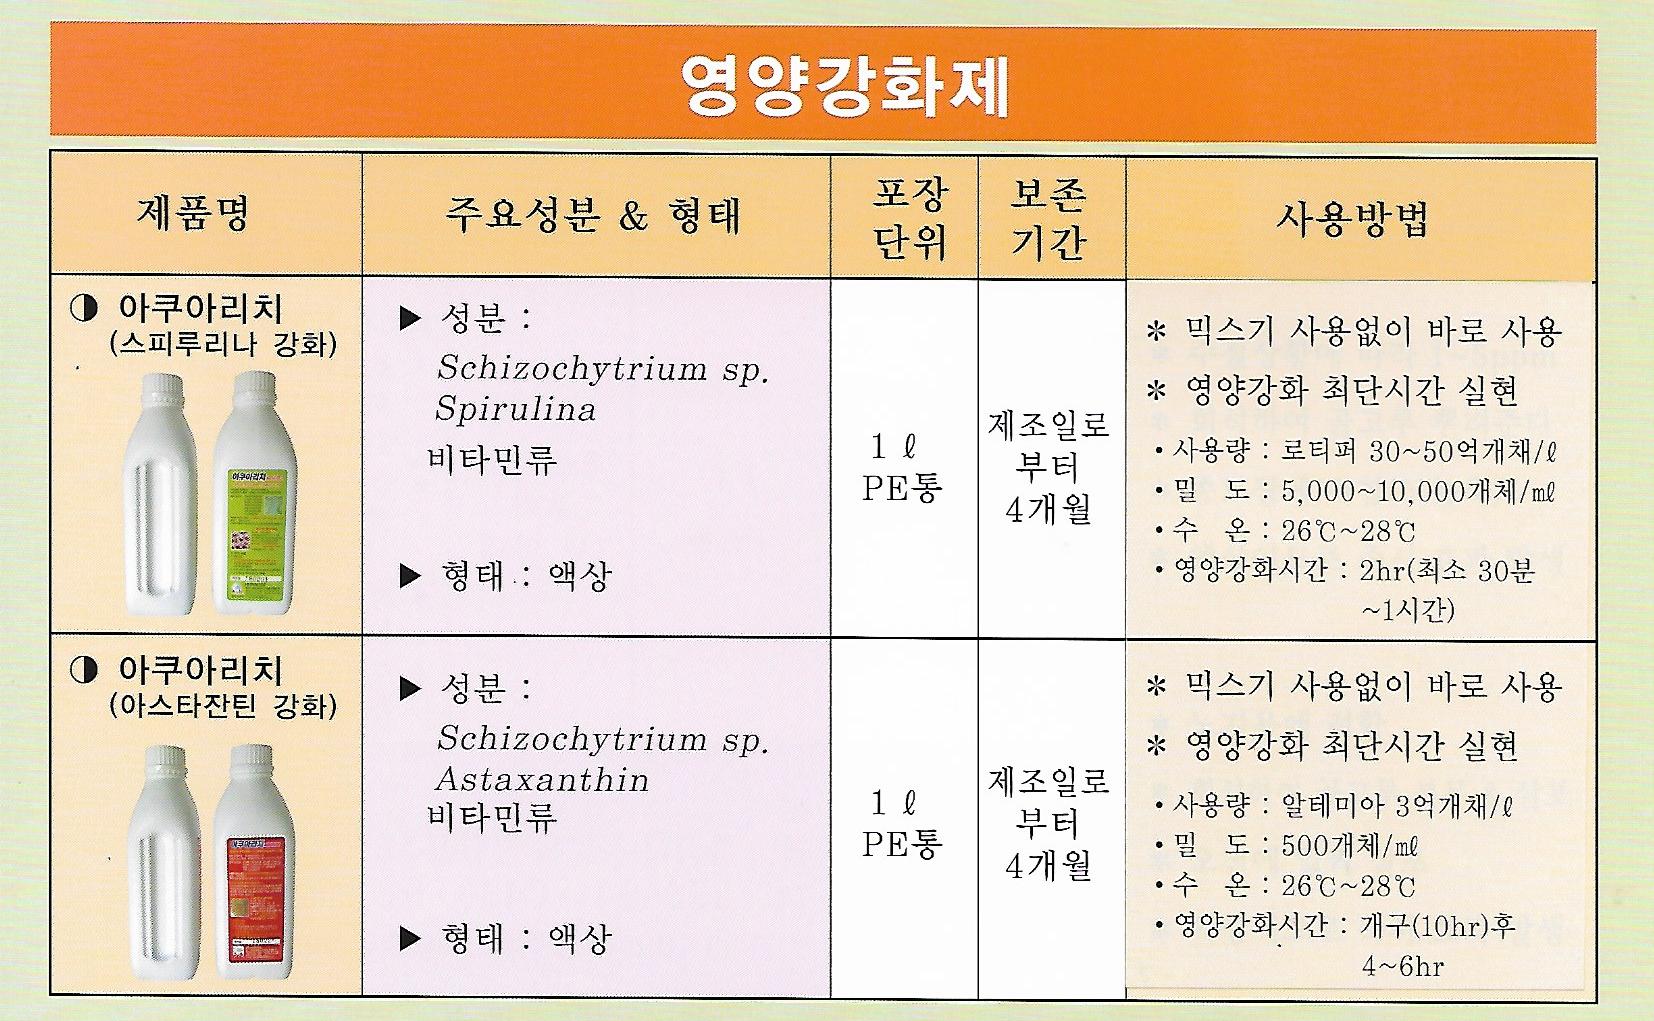 영양강화제
제품명
주요성분 & 형태
포장
단위
보존
기간
사용방법
◑ 아쿠아리치
(스피루리나 강화)
아쿠아리치
▶ 성분 :
Schizochytrium sp.
Spirulina
비타민류
▶ 형태 : 액상
1 ℓ
PE통
제조일로
부터
4개월
* 믹스기 사용없이 바로 사용
* 영양강화 최단시간 실현
• 사용량 : 로티퍼 30~50억개채/ℓ
• 밀 도 : 5,000~10,000개체/㎖
• 수 온 : 26℃~28℃
• 영양강화시간 : 2hr(최소 30분
~1시간)
◑ 아쿠아리치
(아스타잔틴 강화)
아쿠아리치
▶ 성분 :
Schizochytrium sp.
Astaxanthin
비타민류
▶ 형태 : 액상
1 ℓ
PE통
제조일로
부터
4개월
* 믹스기 사용없이 바로 사용
* 영양강화 최단시간 실현
• 사용량 : 알테미아 3억개채/ℓ
• 밀 도 : 500개체/㎖
• 수 온 : 26℃~28℃
• 영양강화시간 : 개구(10hr)후
4~6hr